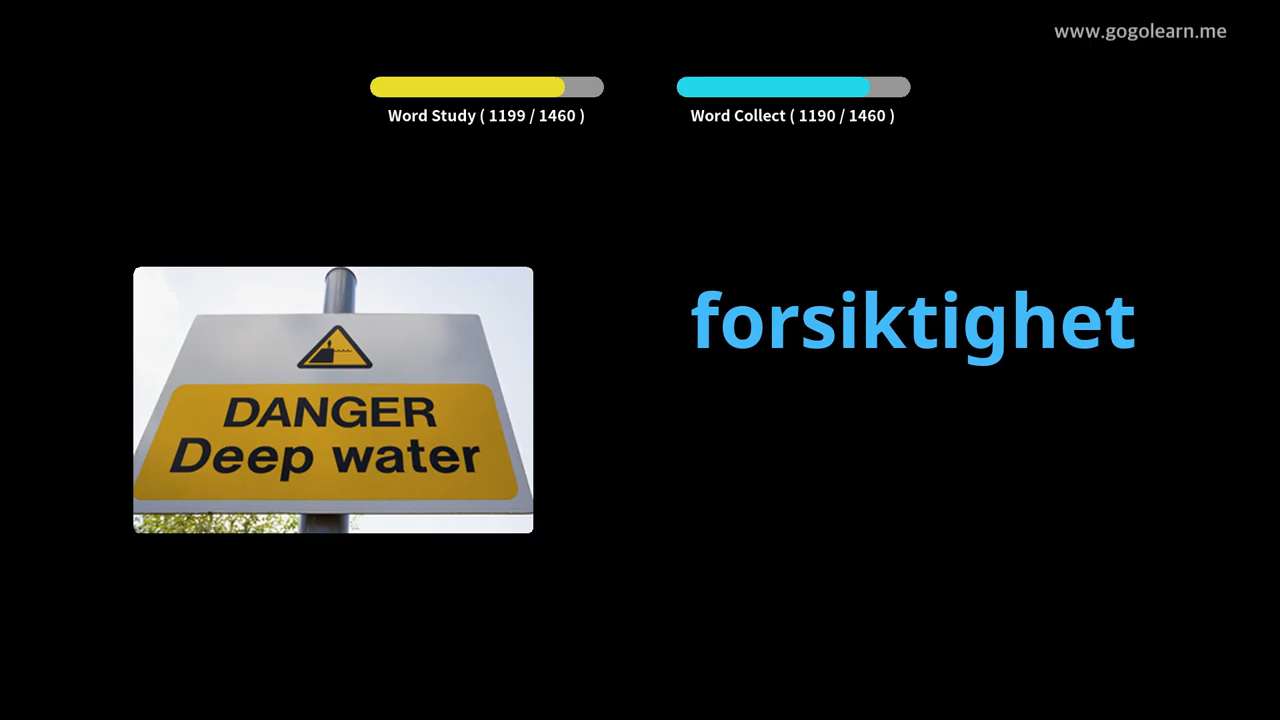 www.gogolearn.me
Word Study ( 1199 / 1460 )
Word Collect ( 1190 / 1460 )
DANGER
Deep water
forsiktighet